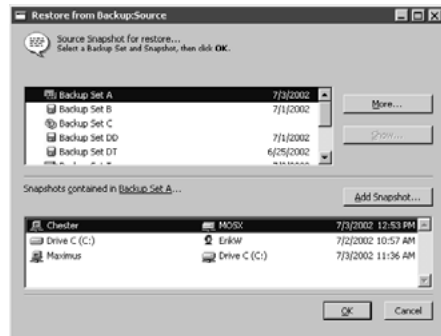 Restore from Backup:Source
Source Snapshot for restore...
Select a Backup Set and Snapshot, then click OK.
Backup Set A 7/3/2002
Backup Set B 7/1/2002
Backup Set C
Backup Set DD 7/1/2002
Backup Set DT 6/25/2002
More...
Show...
Snapshots contained in Backup Set A...
Add Snapshot...
Chester MOSX 7/3/2002 12:53 PM
Drive C (C:) ErikW 7/2/2002 10:57 AM
Maximus Drive C (C:) 7/3/2002 11:36 AM
OK Cancel